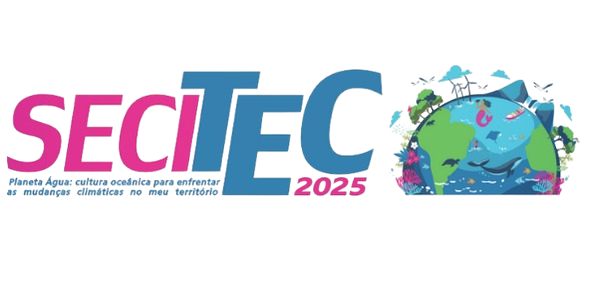 SECITEC
Planeta Água: cultura oceânica para enfrentar
as mudanças climáticas no meu território
2025